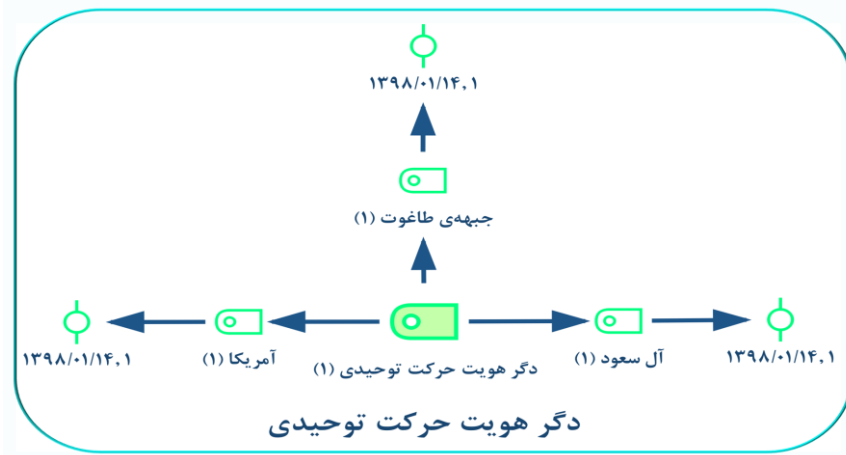 ۱۳۹۸/۰۱/۱۴,۱
جبهه‌ی طاغوت (۱)
آل سعود (۱)
دگر هویت حرکت توحیدی (۱)
آمریکا (۱)
۱۳۹۸/۰۱/۱۴,۱
۱۳۹۸/۰۱/۱۴,۱
دگر هویت حرکت توحیدی